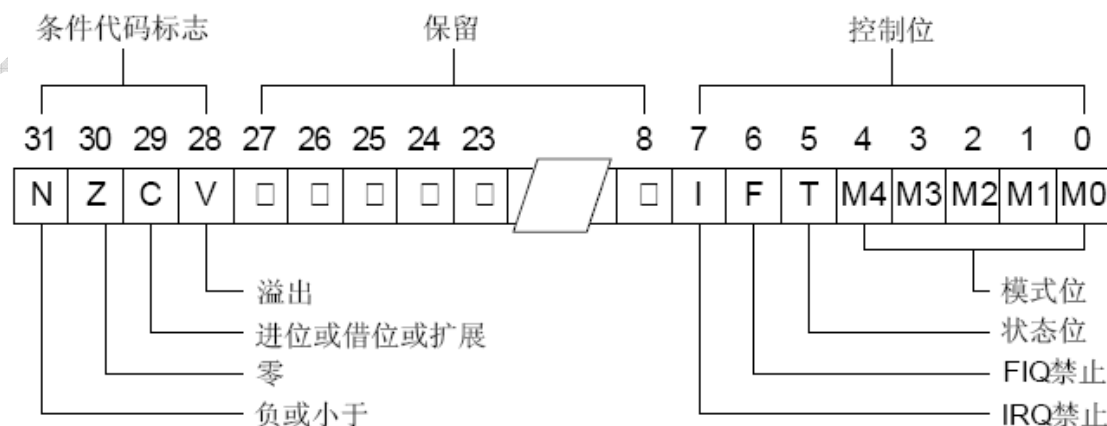 条件代码标志 保留 控制位
31 30 29 28 27 26 25 24 23 8 7 6 5 4 3 2 1 0
N Z C V □ □ □ □ □ □ I F T M4 M3 M2 M1 M0
溢出 模式位
进位或借位或扩展 状态位
零 FIQ禁止
负或小于 IRQ禁止